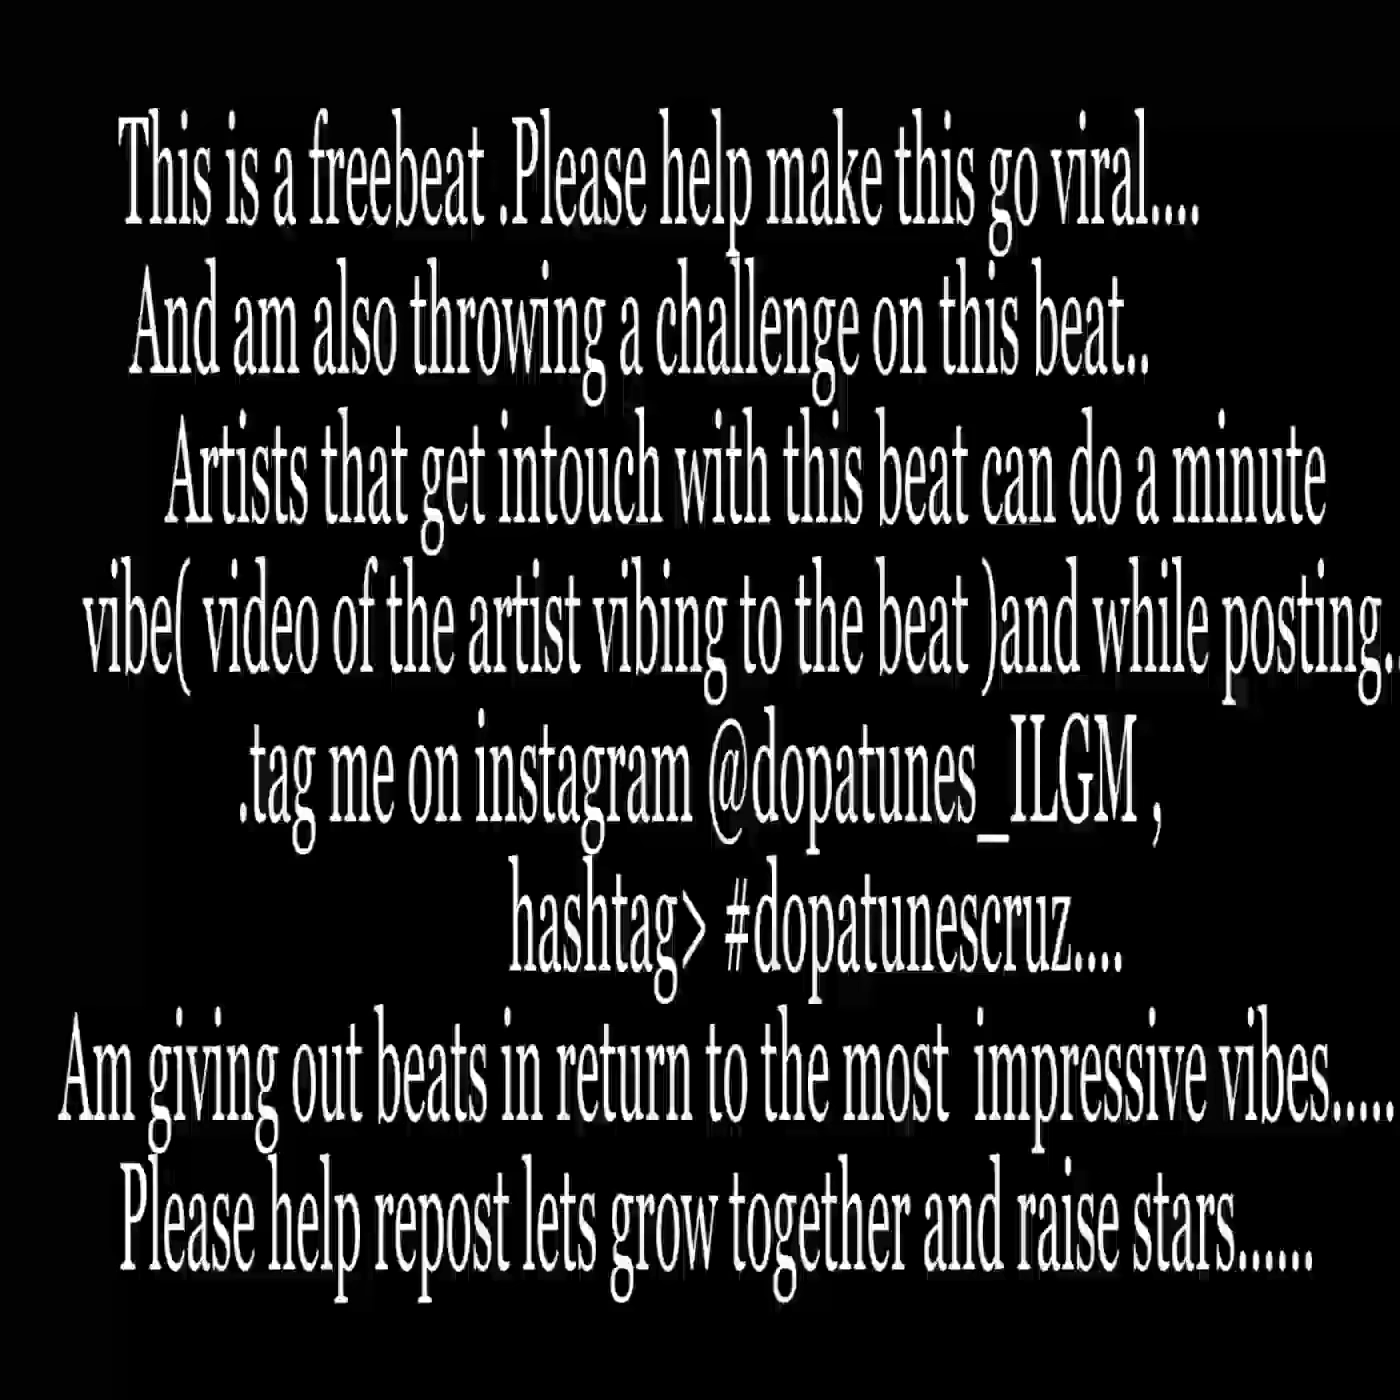 This is a freebeat .Please help make this go viral....
And am also throwing a challenge on this beat..
Artists that get intouch with this beat can do a minute
vibe( video of the artist vibing to the beat )and while posting..
.tag me on instagram @dopatunes_ILGM ,
hashtag> #dopatunescruz....
Am giving out beats in return to the most  impressive vibes.....
Please help repost lets grow together and raise stars......